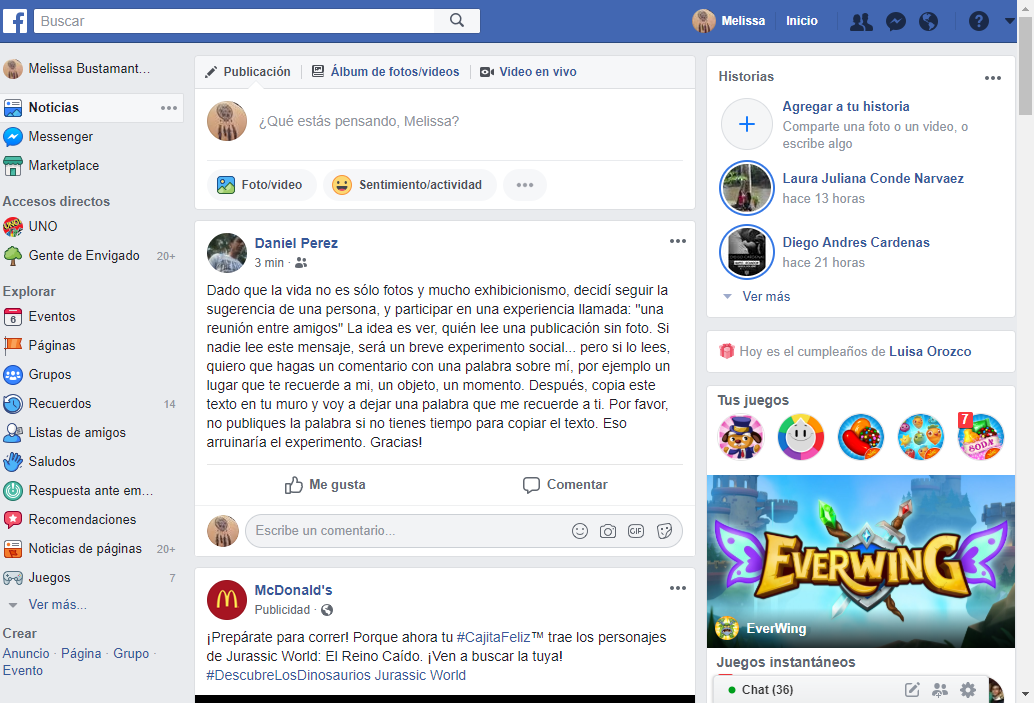 Buscar
Melissa
Inicio
Melissa Bustamant...
Noticias
Messenger
Marketplace
Accesos directos
UNO
Gente de Envigado 20+
Explorar
6
Eventos
Páginas
Grupos
Recuerdos 14
Listas de amigos
Saludos
Respuesta ante em...
Recomendaciones
Noticias de páginas 20+
Juegos 7
Ver más...
Crear
Anuncio · Página · Grupo ·
Evento
Publicación
Álbum de fotos/videos
Video en vivo
¿Qué estás pensando, Melissa?
Foto/video
Sentimiento/actividad
Daniel Perez
3 min ·
Dado que la vida no es sólo fotos y mucho exhibicionismo, decidí seguir la
sugerencia de una persona, y participar en una experiencia llamada: "una
reunión entre amigos" La idea es ver, quién lee una publicación sin foto. Si
nadie lee este mensaje, será un breve experimento social... pero si lo lees,
quiero que hagas un comentario con una palabra sobre mí, por ejemplo un
lugar que te recuerde a mi, un objeto, un momento. Después, copia este
texto en tu muro y voy a dejar una palabra que me recuerde a ti. Por favor,
no publiques la palabra si no tienes tiempo para copiar el texto. Eso
arruinaría el experimento. Gracias!
Me gusta
Comentar
Escribe un comentario...
GIF
McDonald's
Publicidad ·
¡Prepárate para correr! Porque ahora tu #CajitaFeliz™ trae los personajes
de Jurassic World: El Reino Caído. ¡Ven a buscar la tuya!
#DescubreLosDinosaurios Jurassic World
Historias
Agregar a tu historia
Comparte una foto o un video, o
escribe algo
Laura Juliana Conde Narvaez
hace 13 horas
Diego Andres Cardenas
hace 21 horas
Ver más
Hoy es el cumpleaños de Luisa Orozco
Tus juegos
7
SODA
EVERWING
EverWing
Juegos instantáneos
Chat (36)